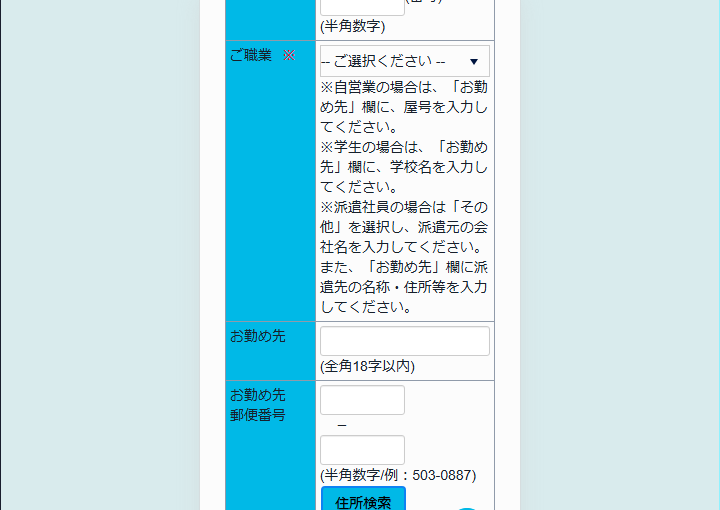 (半角数字)
ご職業 ※
-- ご選択ください --
※自営業の場合は、「お勤
め先」欄に、屋号を入力し
てください。
※学生の場合は、「お勤め
先」欄に、学校名を入力し
てください。
※派遣社員の場合は「その
他」を選択し、派遣元の会
社名を入力してください。
また、「お勤め先」欄に派
遣先の名称・住所等を入力
してください。
お勤め先
(全角18字以内)
お勤め先
郵便番号
–
(半角数字/例：503-0887)
住所検索